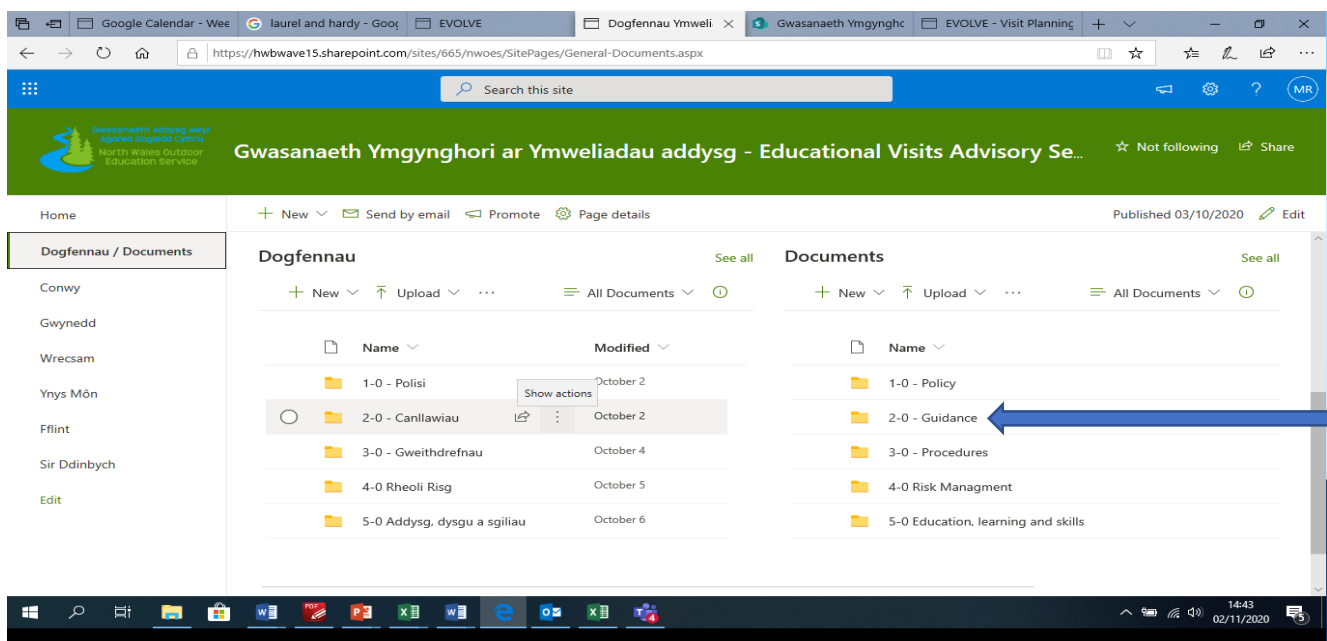 Google Calendar - Wee
laurel and hardy - Goog
EVOLVE
Dogfennau Ymweli
Gwasanaeth Ymgyngho
EVOLVE - Visit Planning
https://hwbwave15.sharepoint.com/sites/665/nwoes/SitePages/General-Documents.aspx
Search this site
MR
Gwasanaeth Addysg Awyr
Agored Gogledd Cymru
North Wales Outdoor
Education Service
Gwasanaeth Ymgynghori ar Ymweliadau addysg - Educational Visits Advisory Se...
Not following
Share
Home
Dogfennau / Documents
Conwy
Gwynedd
Wrecsam
Ynys Môn
Fflint
Sir Ddinbych
Edit
New
Send by email
Promote
Page details
Published 03/10/2020
Edit
Dogfennau
See all
New
Upload
All Documents
Name
Modified
1-0 - Polisi
October 2
Show actions
2-0 - Canllawiau
October 2
3-0 - Gweithdrefnau
October 4
4-0 Rheoli Risg
October 5
5-0 Addysg, dysgu a sgiliau
October 6
Documents
See all
New
Upload
All Documents
Name
1-0 - Policy
2-0 - Guidance
3-0 - Procedures
4-0 Risk Managment
5-0 Education, learning and skills
14:43
02/11/2020